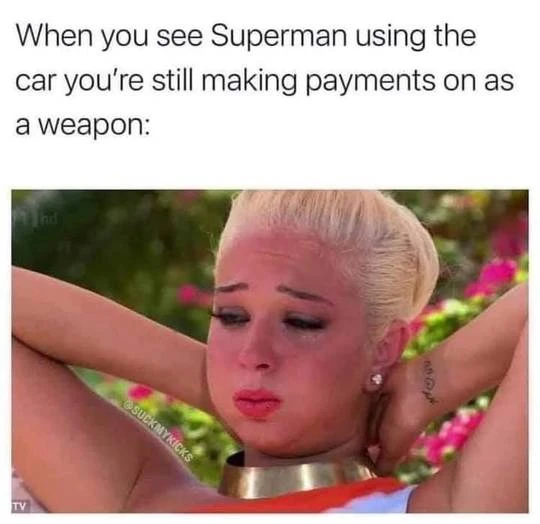 When you see Superman using the
car you're still making payments on as
a weapon:
@SUCKMYKICKS
TV